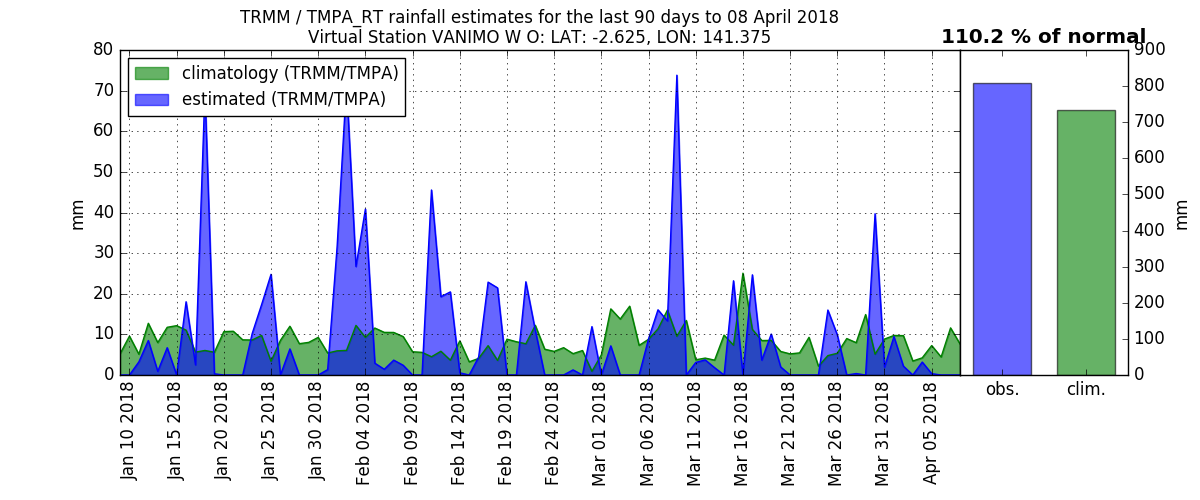 TRMM / TMPA_RT rainfall estimates for the last 90 days to 08 April 2018
Virtual Station VANIMO W O: LAT: -2.625, LON: 141.375
110.2 % of normal
climatology (TRMM/TMPA)
estimated (TRMM/TMPA)
mm
80
70
60
50
40
30
20
10
0
Jan 10 2018
Jan 15 2018
Jan 20 2018
Jan 25 2018
Jan 30 2018
Feb 04 2018
Feb 09 2018
Feb 14 2018
Feb 19 2018
Feb 24 2018
Mar 01 2018
Mar 06 2018
Mar 11 2018
Mar 16 2018
Mar 21 2018
Mar 26 2018
Mar 31 2018
Apr 05 2018
obs.
clim.
900
800
700
600
500
400
300
200
100
0
mm